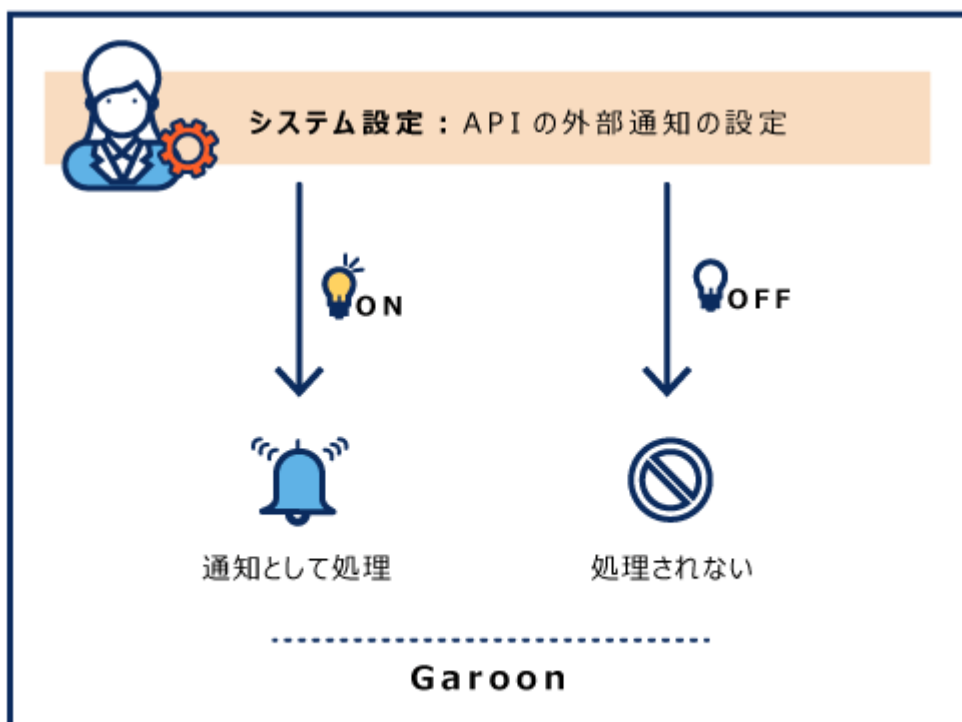 システム設定：APIの外部通知の設定
ON
OFF
通知として処理
処理されない
Garoon